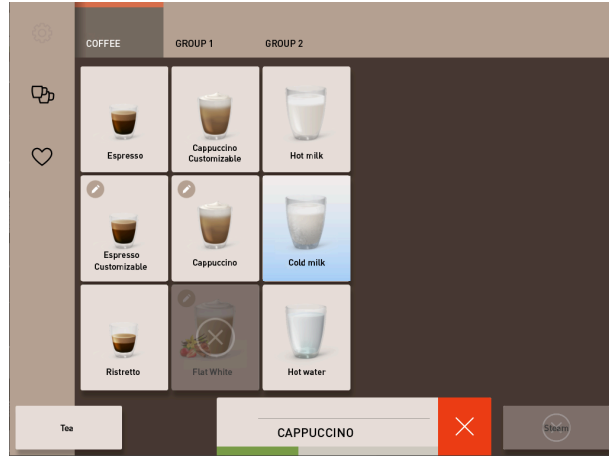 COFFEE GROUP 1 GROUP 2
Espresso
Cappuccino
Customizable
Hot milk
Espresso
Customizable
Cappuccino
Cold milk
Ristretto
Flat White
Hot water
Tea
CAPPUCCINO
Steam